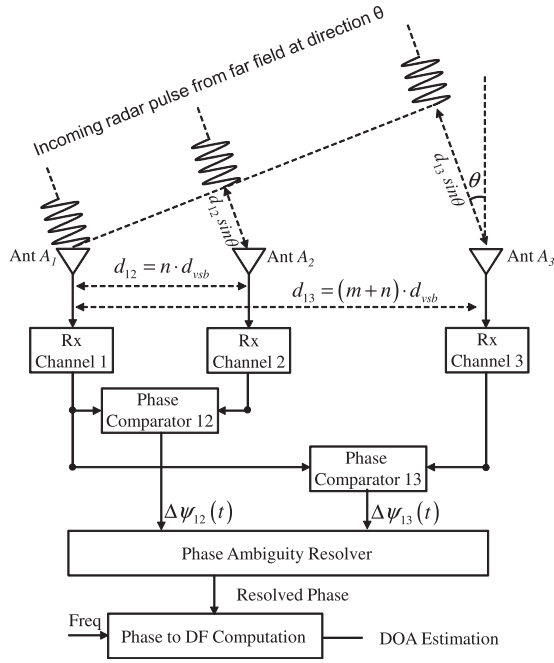 Incoming radar pulse from far field at direction θ
d₁₂ sinθ
d₁₃ sinθ
θ
Ant A₁
Ant A₂
Ant A₃
d₁₂ = n · d_vsb
d₁₃ = (m + n) · d_vsb
Rx
Channel 1
Rx
Channel 2
Rx
Channel 3
Phase
Comparator 12
Phase
Comparator 13
Δψ₁₂(t)
Δψ₁₃(t)
Phase Ambiguity Resolver
Resolved Phase
Freq
Phase to DF Computation
DOA Estimation